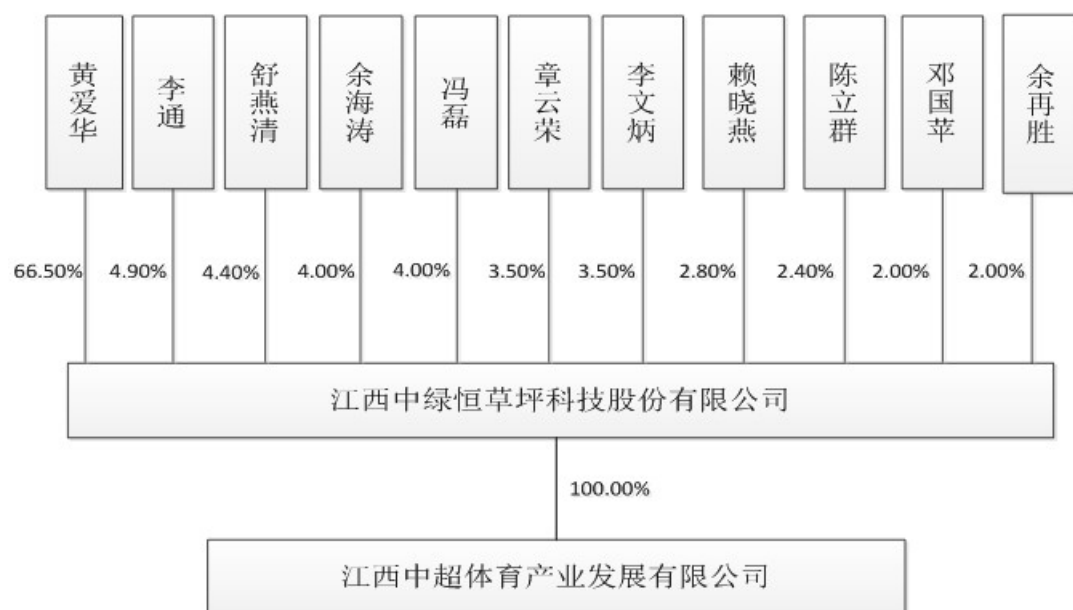 黄爱华
李通
舒燕清
余海涛
冯磊
章云荣
李文炳
赖晓燕
陈立群
邓国苹
余再胜
66.50%
4.90%
4.40%
4.00%
4.00%
3.50%
3.50%
2.80%
2.40%
2.00%
2.00%
江西中绿恒草坪科技股份有限公司
100.00%
江西中超体育产业发展有限公司